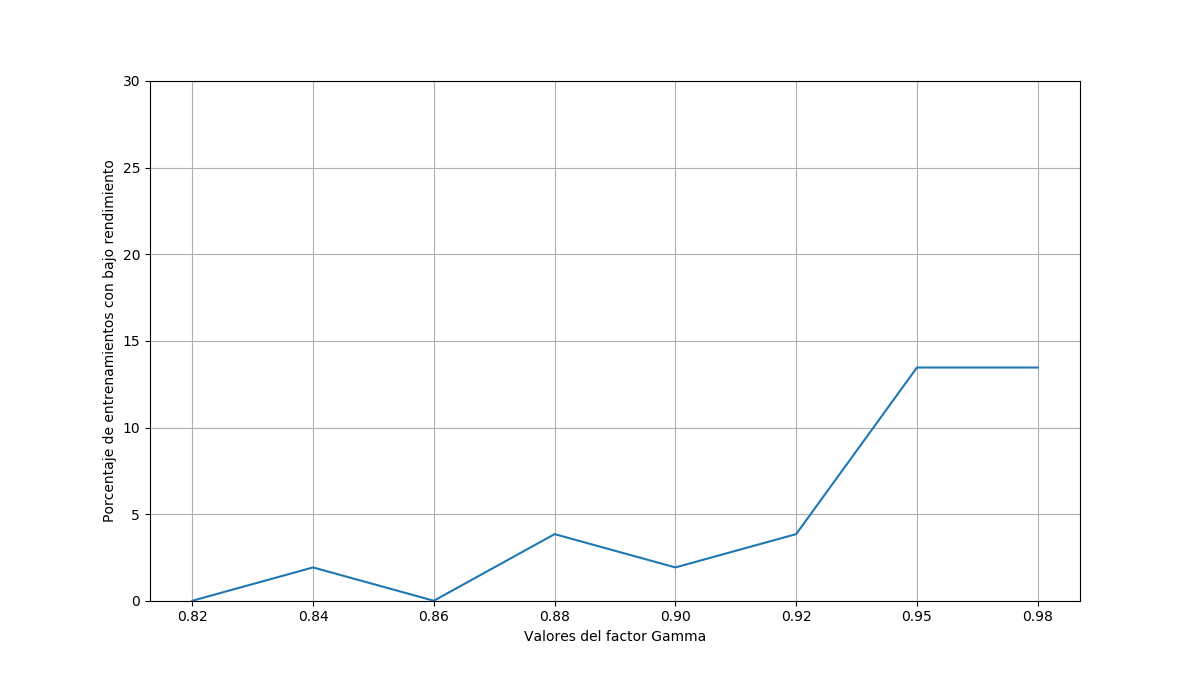 30
25
20
15
10
5
0
Porcentaje de entrenamientos con bajo rendimiento
0.82 0.84 0.86 0.88 0.90 0.92 0.95 0.98
Valores del factor Gamma